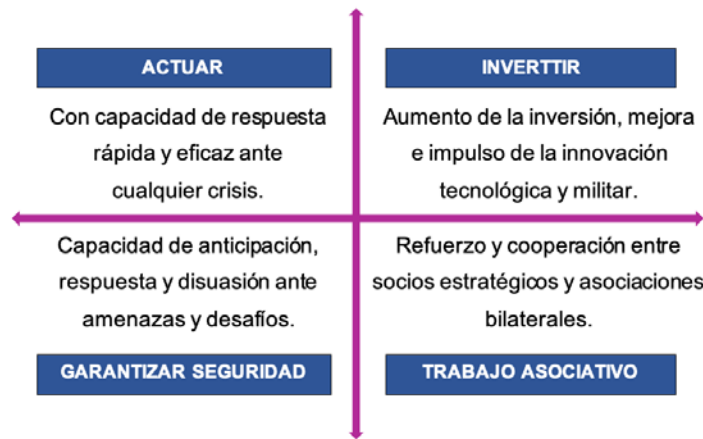 ACTUAR
Con capacidad de respuesta
rápida y eficaz ante
cualquier crisis.
INVERTTIR
Aumento de la inversión, mejora
e impulso de la innovación
tecnológica y militar.
Capacidad de anticipación,
respuesta y disuasión ante
amenazas y desafíos.
GARANTIZAR SEGURIDAD
Refuerzo y cooperación entre
socios estratégicos y asociaciones
bilaterales.
TRABAJO ASOCIATIVO